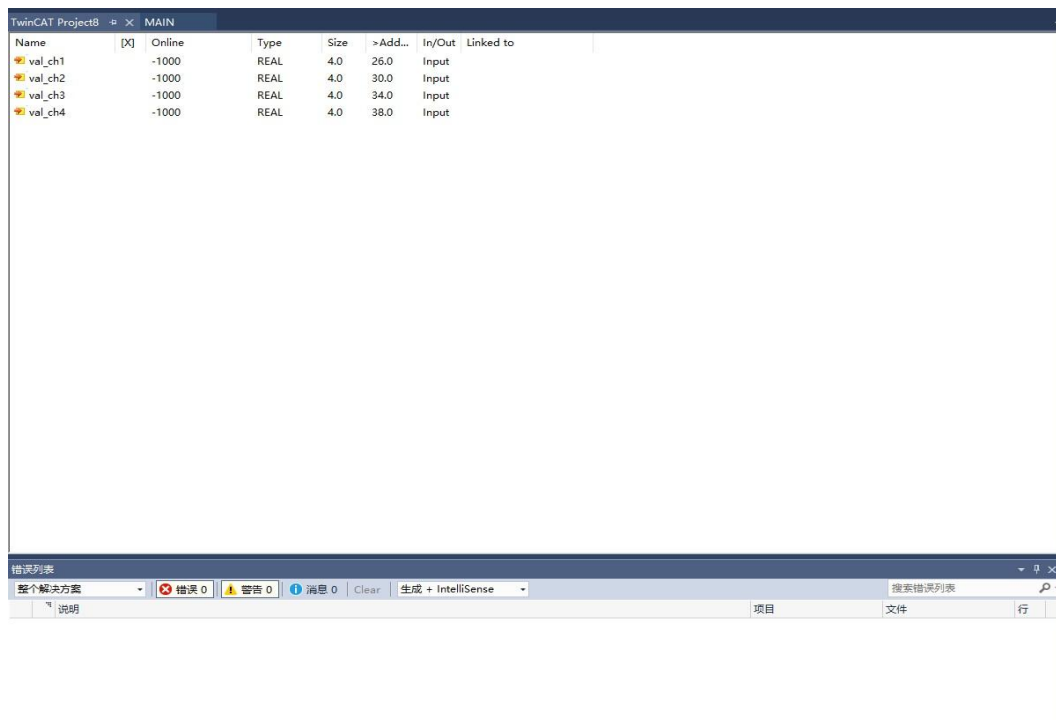 TwinCAT Project8 MAIN
Name [X] Online Type Size >Add... In/Out Linked to
val_ch1 -1000 REAL 4.0 26.0 Input
val_ch2 -1000 REAL 4.0 30.0 Input
val_ch3 -1000 REAL 4.0 34.0 Input
val_ch4 -1000 REAL 4.0 38.0 Input
错误列表
整个解决方案 错误 0 警告 0 消息 0 Clear 生成 + IntelliSense 搜索错误列表
说明 项目 文件 行